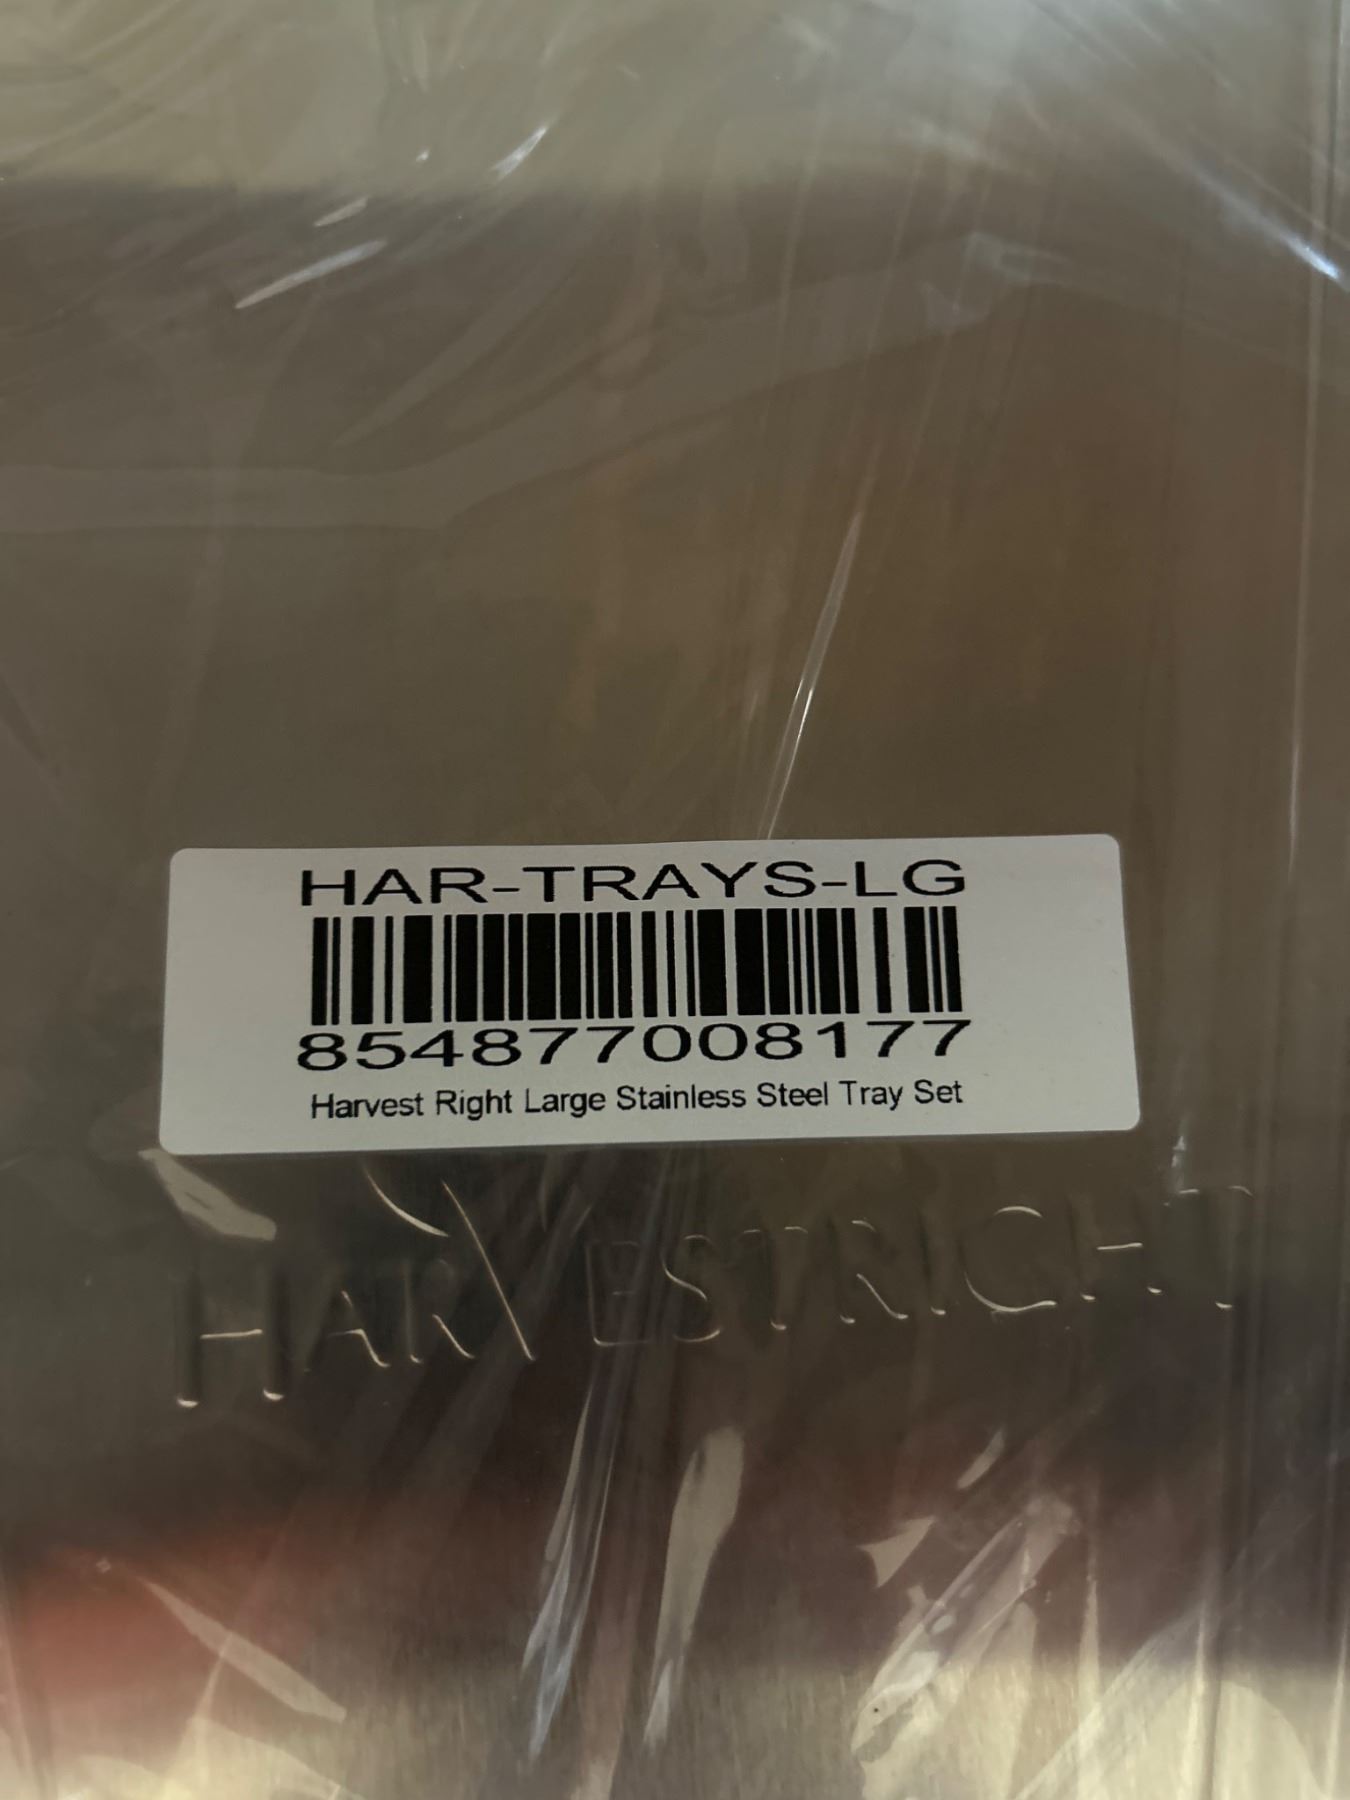 HAR-TRAYS-LG
854877008177
Harvest Right Large Stainless Steel Tray Set
HARVESTRIGHT